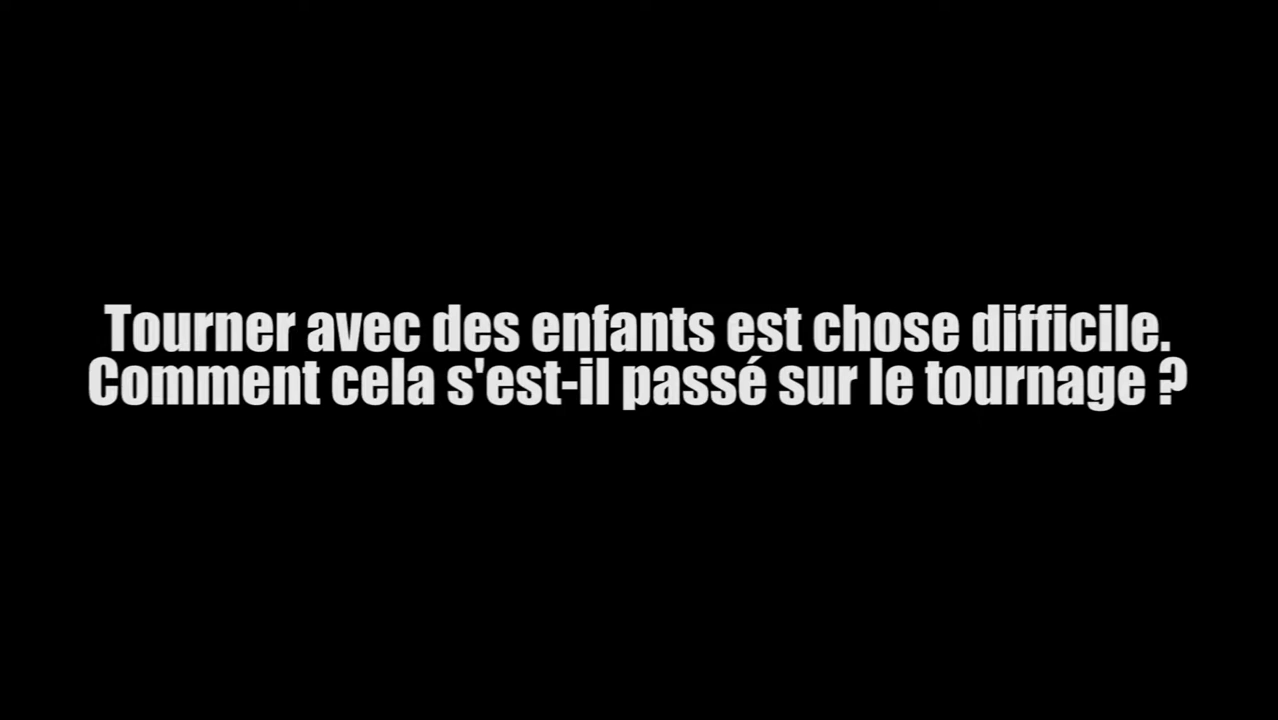 Tourner avec des enfants est chose difficile.
Comment cela s'est-il passé sur le tournage ?